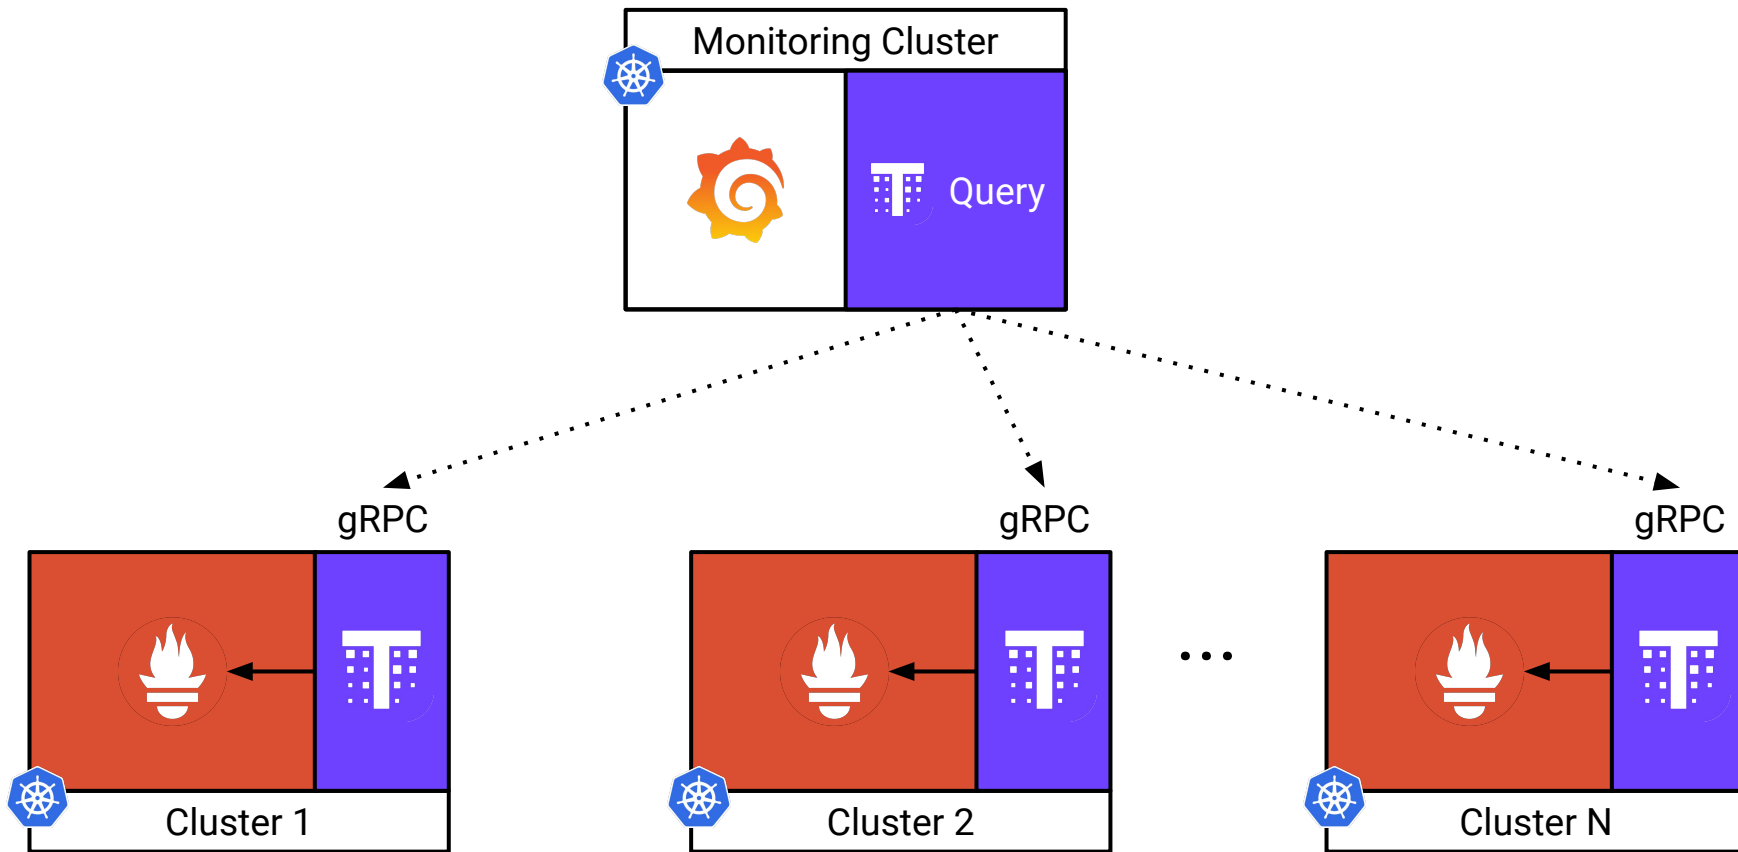 Monitoring Cluster
Query
gRPC
gRPC
gRPC
Cluster 1
Cluster 2
...
Cluster N